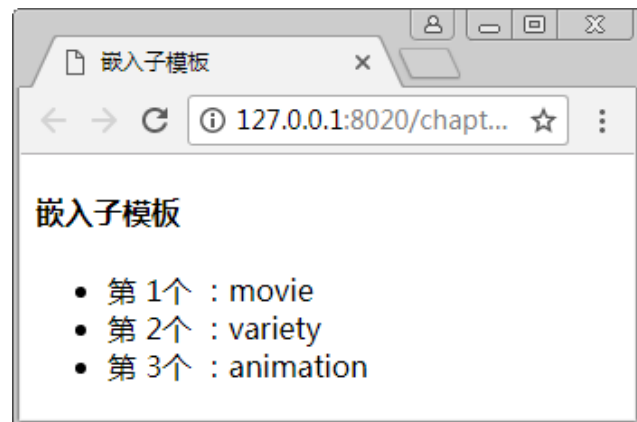 嵌入子模板
127.0.0.1:8020/chapt...
嵌入子模板
第 1个 ：movie
第 2个 ：variety
第 3个 ：animation